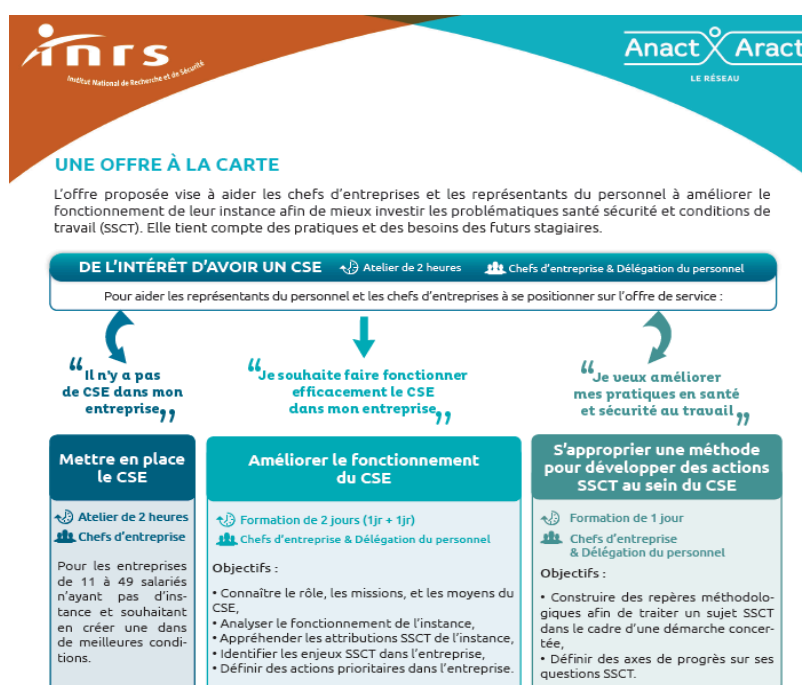 inrs
Institut National de Recherche et de Sécurité
Anact Aract
LE RÉSEAU
UNE OFFRE À LA CARTE
L'offre proposée vise à aider les chefs d'entreprises et les représentants du personnel à améliorer le
fonctionnement de leur instance afin de mieux investir les problématiques santé sécurité et conditions de
travail (SSCT). Elle tient compte des pratiques et des besoins des futurs stagiaires.
DE L'INTÉRÊT D'AVOIR UN CSE Atelier de 2 heures Chefs d'entreprise & Délégation du personnel
Pour aider les représentants du personnel et les chefs d'entreprises à se positionner sur l'offre de service :
“Il n'y a pas
de CSE dans mon
entreprise„
“Je souhaite faire fonctionner
efficacement le CSE
dans mon entreprise„
“Je veux améliorer
mes pratiques en santé
et sécurité au travail„
Mettre en place
le CSE
Atelier de 2 heures
Chefs d'entreprise
Pour les entreprises
de 11 à 49 salariés
n'ayant pas d'ins-
tance et souhaitant
en créer une dans
de meilleures condi-
tions.
Améliorer le fonctionnement
du CSE
Formation de 2 jours (1jr + 1jr)
Chefs d'entreprise & Délégation du personnel
Objectifs :
• Connaître le rôle, les missions, et les moyens du
CSE,
• Analyser le fonctionnement de l'instance,
• Appréhender les attributions SSCT de l'instance,
• Identifier les enjeux SSCT dans l'entreprise,
• Définir des actions prioritaires dans l'entreprise.
S'approprier une méthode
pour développer des actions
SSCT au sein du CSE
Formation de 1 jour
Chefs d'entreprise
& Délégation du personnel
Objectifs :
• Construire des repères méthodolo-
giques afin de traiter un sujet SSCT
dans le cadre d'une démarche concer-
tée,
• Définir des axes de progrès sur ses
questions SSCT.